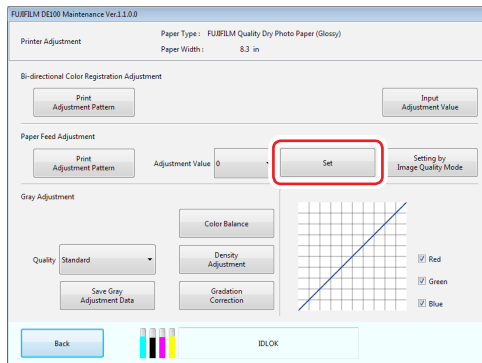 FUJIFILM DE100 Maintenance Ver.1.1.0.0
Printer Adjustment
Paper Type : FUJIFILM Quality Dry Photo Paper (Glossy)
Paper Width : 8.3 in
Bi-directional Color Registration Adjustment
Print
Adjustment Pattern
Input
Adjustment Value
Paper Feed Adjustment
Print
Adjustment Pattern
Adjustment Value 0
Set
Setting by
Image Quality Mode
Gray Adjustment
Color Balance
Quality Standard
Density
Adjustment
Save Gray
Adjustment Data
Gradation
Correction
Red
Green
Blue
Back
IDLOK